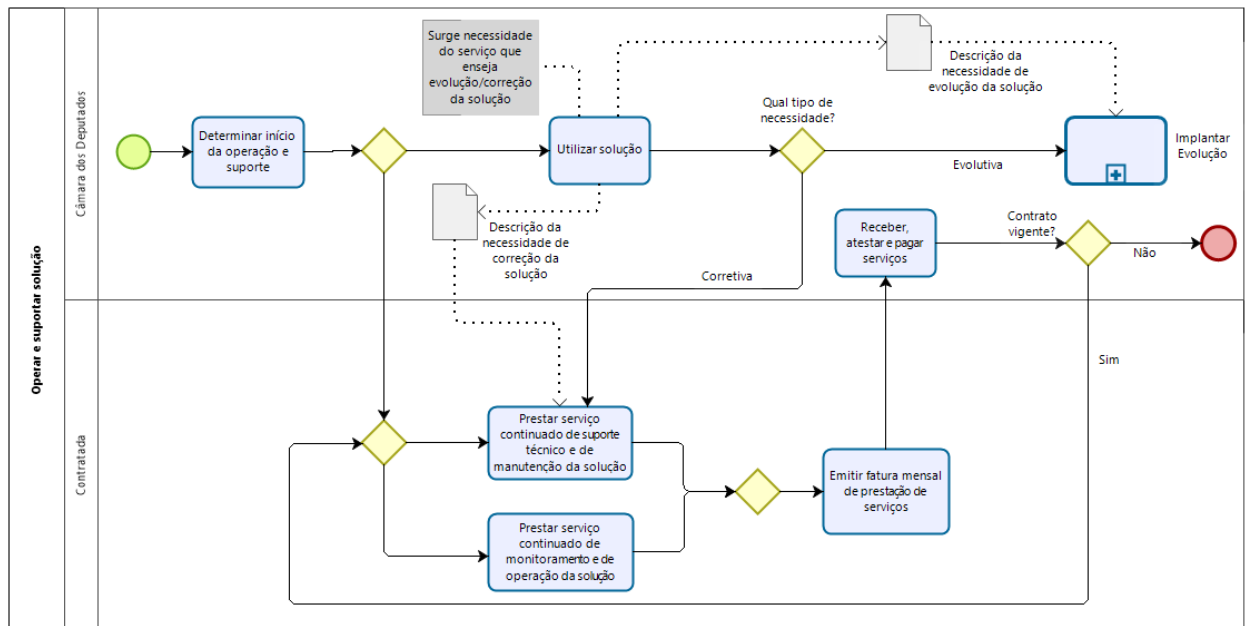 Operar e suportar solução
Câmara dos Deputados
Surge necessidade
do serviço que
enseja
evolução/correção
da solução
Descrição da
necessidade de
evolução da solução
Qual tipo de
necessidade?
Determinar início
da operação e
suporte
Utilizar solução
Evolutiva
Implantar
Evolução
Descrição da
necessidade de
correção da
solução
Corretiva
Receber,
atestar e pagar
serviços
Contrato
vigente?
Não
Contratada
Sim
Prestar serviço
continuado de suporte
técnico e de
manutenção da solução
Emitir fatura mensal
de prestação de
serviços
Prestar serviço
continuado de
monitoramento e de
operação da solução